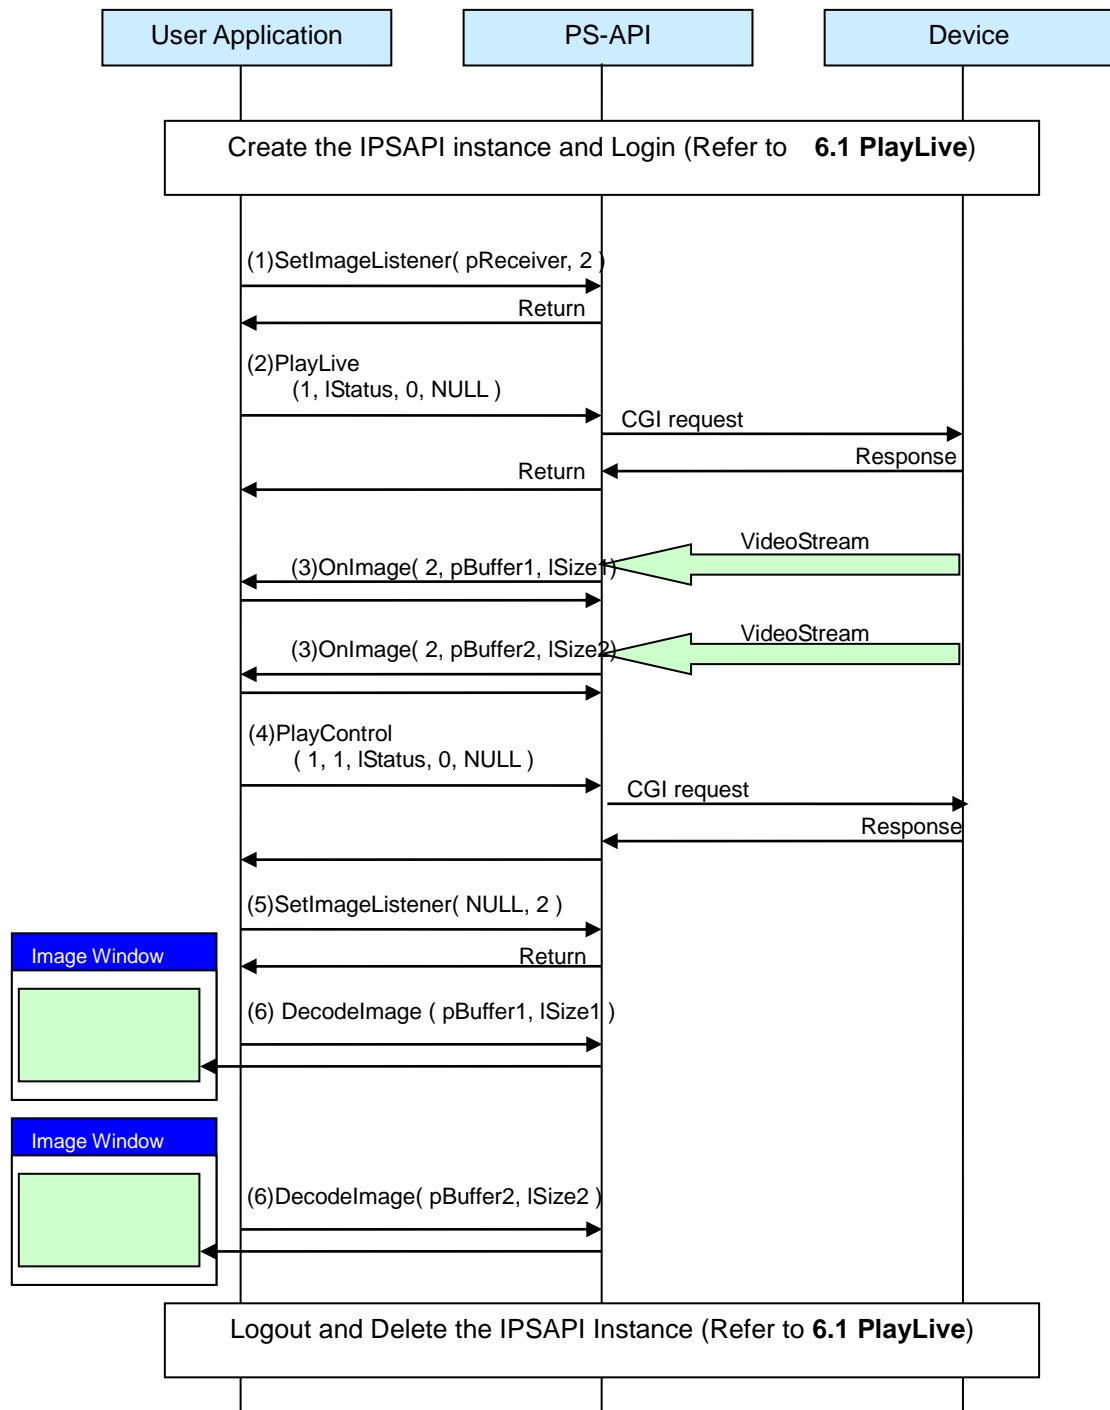 User Application
PS-API
Device
Create the IPSAPI instance and Login (Refer to 6.1 PlayLive)
(1)SetImageListener( pReceiver, 2 )
Return
(2)PlayLive
(1, lStatus, 0, NULL )
CGI request
Response
Return
VideoStream
(3)OnImage( 2, pBuffer1, lSize1)
VideoStream
(3)OnImage( 2, pBuffer2, lSize2)
(4)PlayControl
( 1, 1, lStatus, 0, NULL )
CGI request
Response
(5)SetImageListener( NULL, 2 )
Return
Image Window
(6) DecodeImage ( pBuffer1, lSize1 )
Image Window
(6)DecodeImage( pBuffer2, lSize2 )
Logout and Delete the IPSAPI Instance (Refer to 6.1 PlayLive)